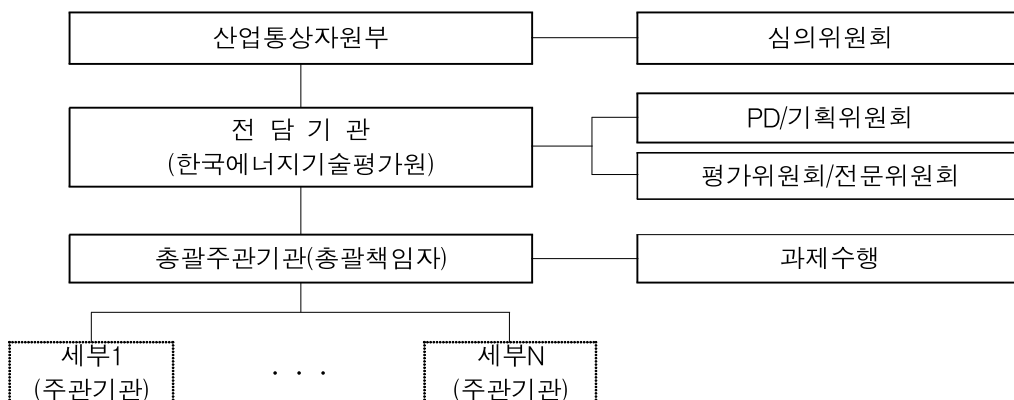 산업통상자원부
심의위원회
전 담 기 관
(한국에너지기술평가원)
PD/기획위원회
평가위원회/전문위원회
총괄주관기관(총괄책임자)
과제수행
세부1
(주관기관)
· · ·
세부N
(주관기관)